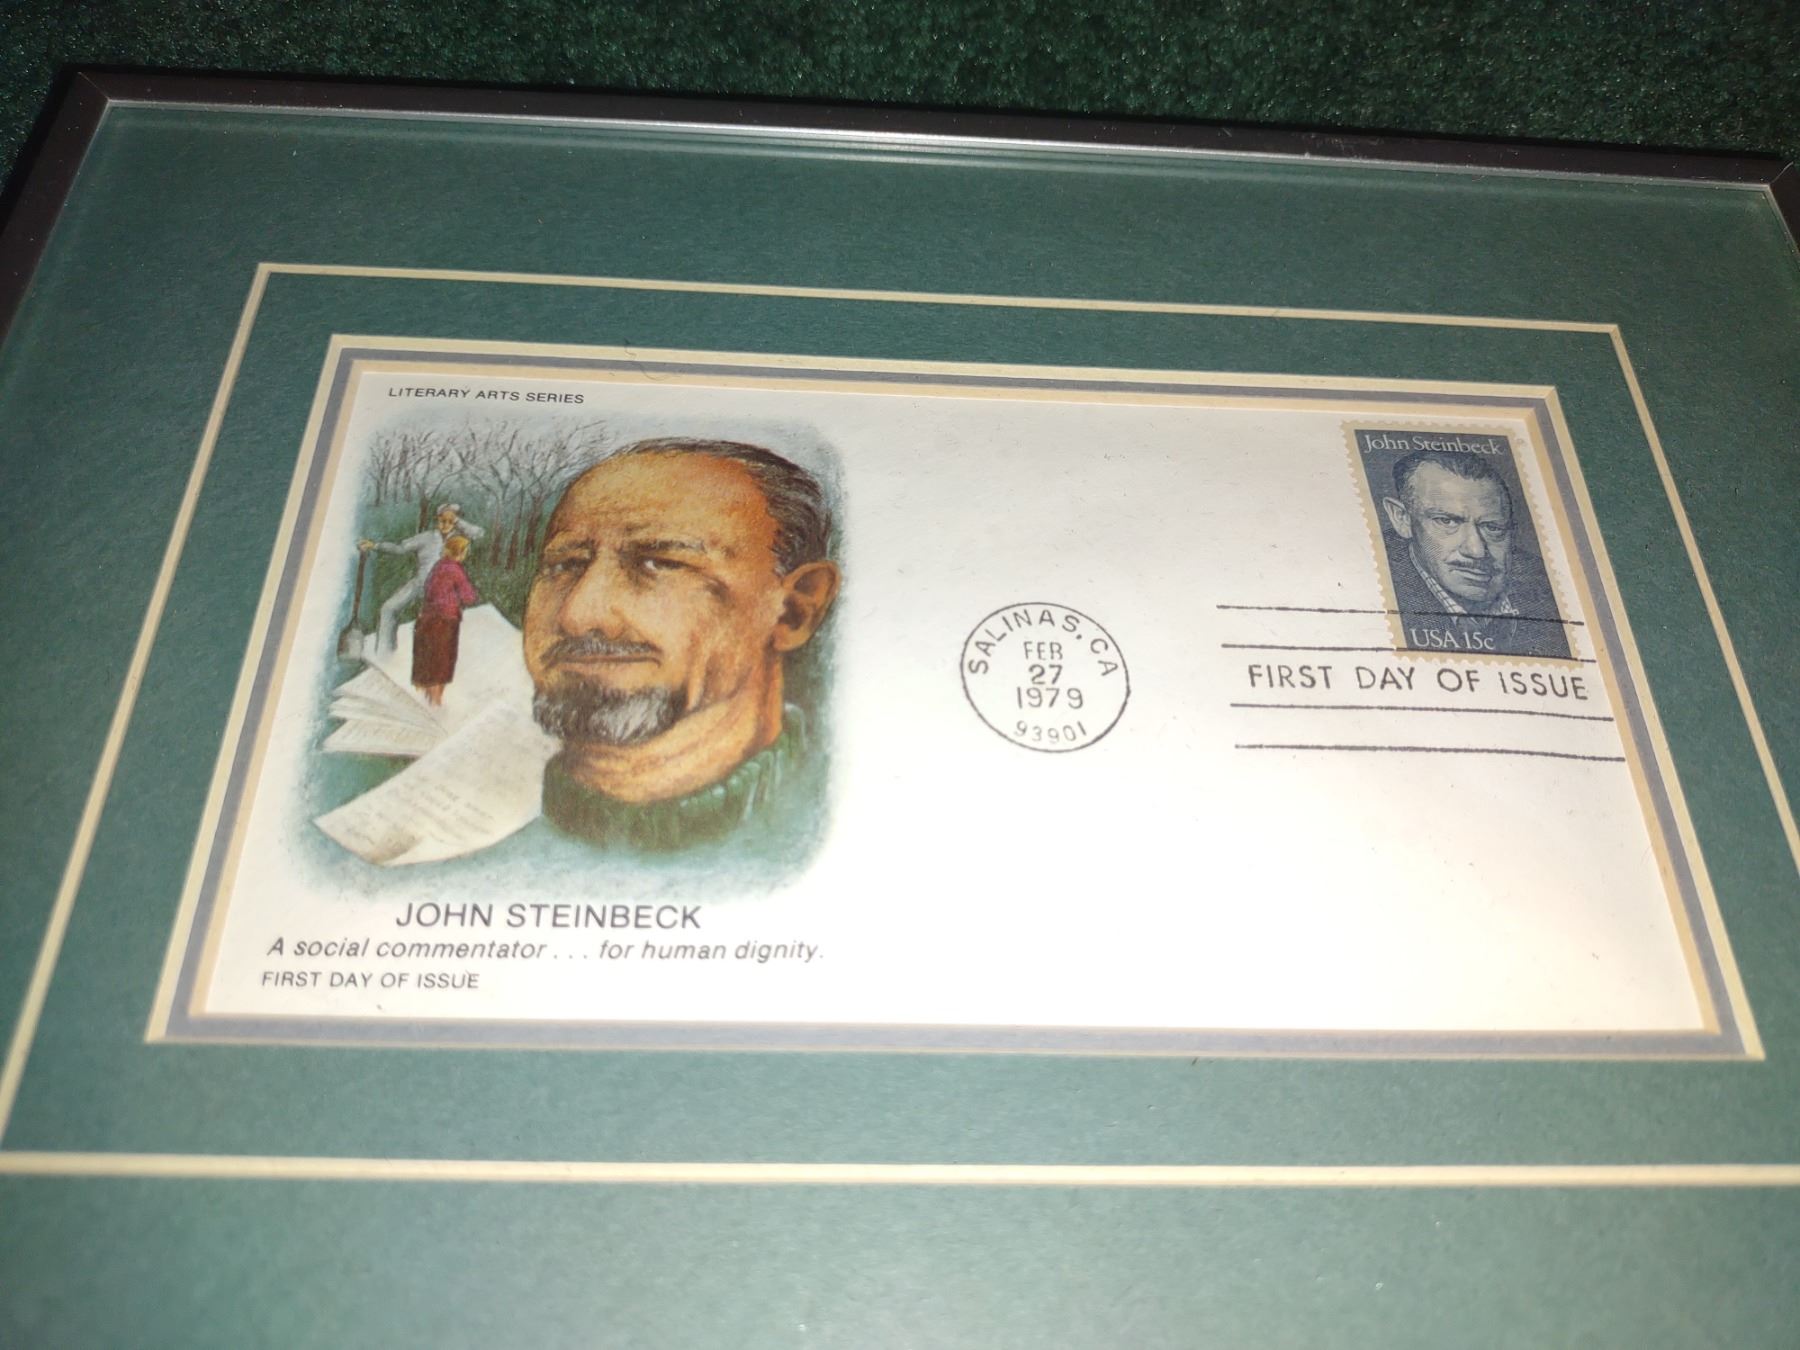 LITERARY ARTS SERIES
John Steinbeck
USA 15c
SALINAS, CA
FEB
27
1979
93901
FIRST DAY OF ISSUE
JOHN STEINBECK
A social commentator . . . for human dignity.
FIRST DAY OF ISSUE